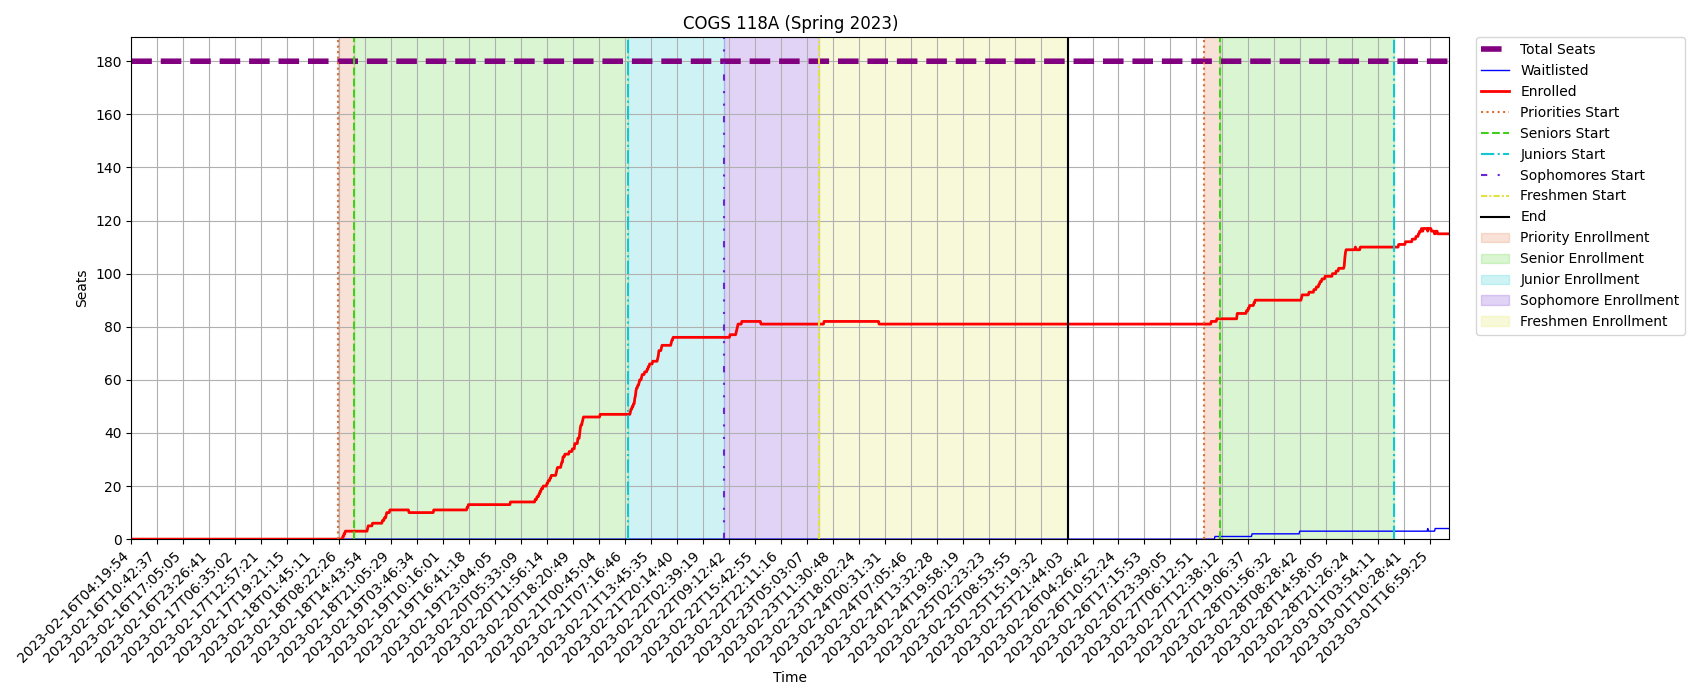 COGS 118A (Spring 2023)
Seats
180
160
140
120
100
80
60
40
20
0
2023-02-16T04:19:54
2023-02-16T10:42:37
2023-02-16T17:05:05
2023-02-16T23:26:41
2023-02-17T06:35:02
2023-02-17T12:57:21
2023-02-17T19:21:15
2023-02-18T01:45:11
2023-02-18T08:22:26
2023-02-18T14:43:54
2023-02-18T21:05:29
2023-02-19T03:46:34
2023-02-19T10:16:01
2023-02-19T16:41:18
2023-02-19T23:04:05
2023-02-20T05:33:09
2023-02-20T11:56:14
2023-02-20T18:20:49
2023-02-21T00:45:04
2023-02-21T07:16:46
2023-02-21T13:45:35
2023-02-21T20:14:40
2023-02-22T02:39:19
2023-02-22T09:12:42
2023-02-22T15:42:55
2023-02-22T22:11:16
2023-02-23T05:03:07
2023-02-23T11:30:48
2023-02-23T18:02:24
2023-02-24T00:31:31
2023-02-24T07:05:46
2023-02-24T13:32:28
2023-02-24T19:58:19
2023-02-25T02:23:23
2023-02-25T08:53:55
2023-02-25T15:19:32
2023-02-25T21:44:03
2023-02-26T04:26:42
2023-02-26T10:52:24
2023-02-26T17:15:53
2023-02-26T23:39:05
2023-02-27T06:12:51
2023-02-27T12:38:12
2023-02-27T19:06:37
2023-02-28T01:56:32
2023-02-28T08:28:42
2023-02-28T14:58:05
2023-02-28T21:26:24
2023-03-01T03:54:11
2023-03-01T10:28:41
2023-03-01T16:59:25
Time
Total Seats
Waitlisted
Enrolled
Priorities Start
Seniors Start
Juniors Start
Sophomores Start
Freshmen Start
End
Priority Enrollment
Senior Enrollment
Junior Enrollment
Sophomore Enrollment
Freshmen Enrollment